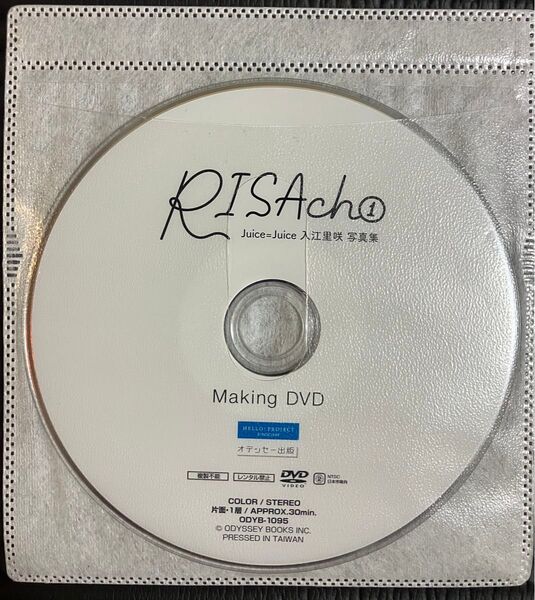 RISAcho①
Juice=Juice 入江里咲 写真集
Making DVD
HELLO! PROJECT
オデッセー出版
複製不能 レンタル禁止 DVD VIDEO 2 NTSC 日本市場向
COLOR / STEREO
片面・1層 / APPROX.30min.
ODYB-1095
© ODYSSEY BOOKS INC.
PRESSED IN TAIWAN